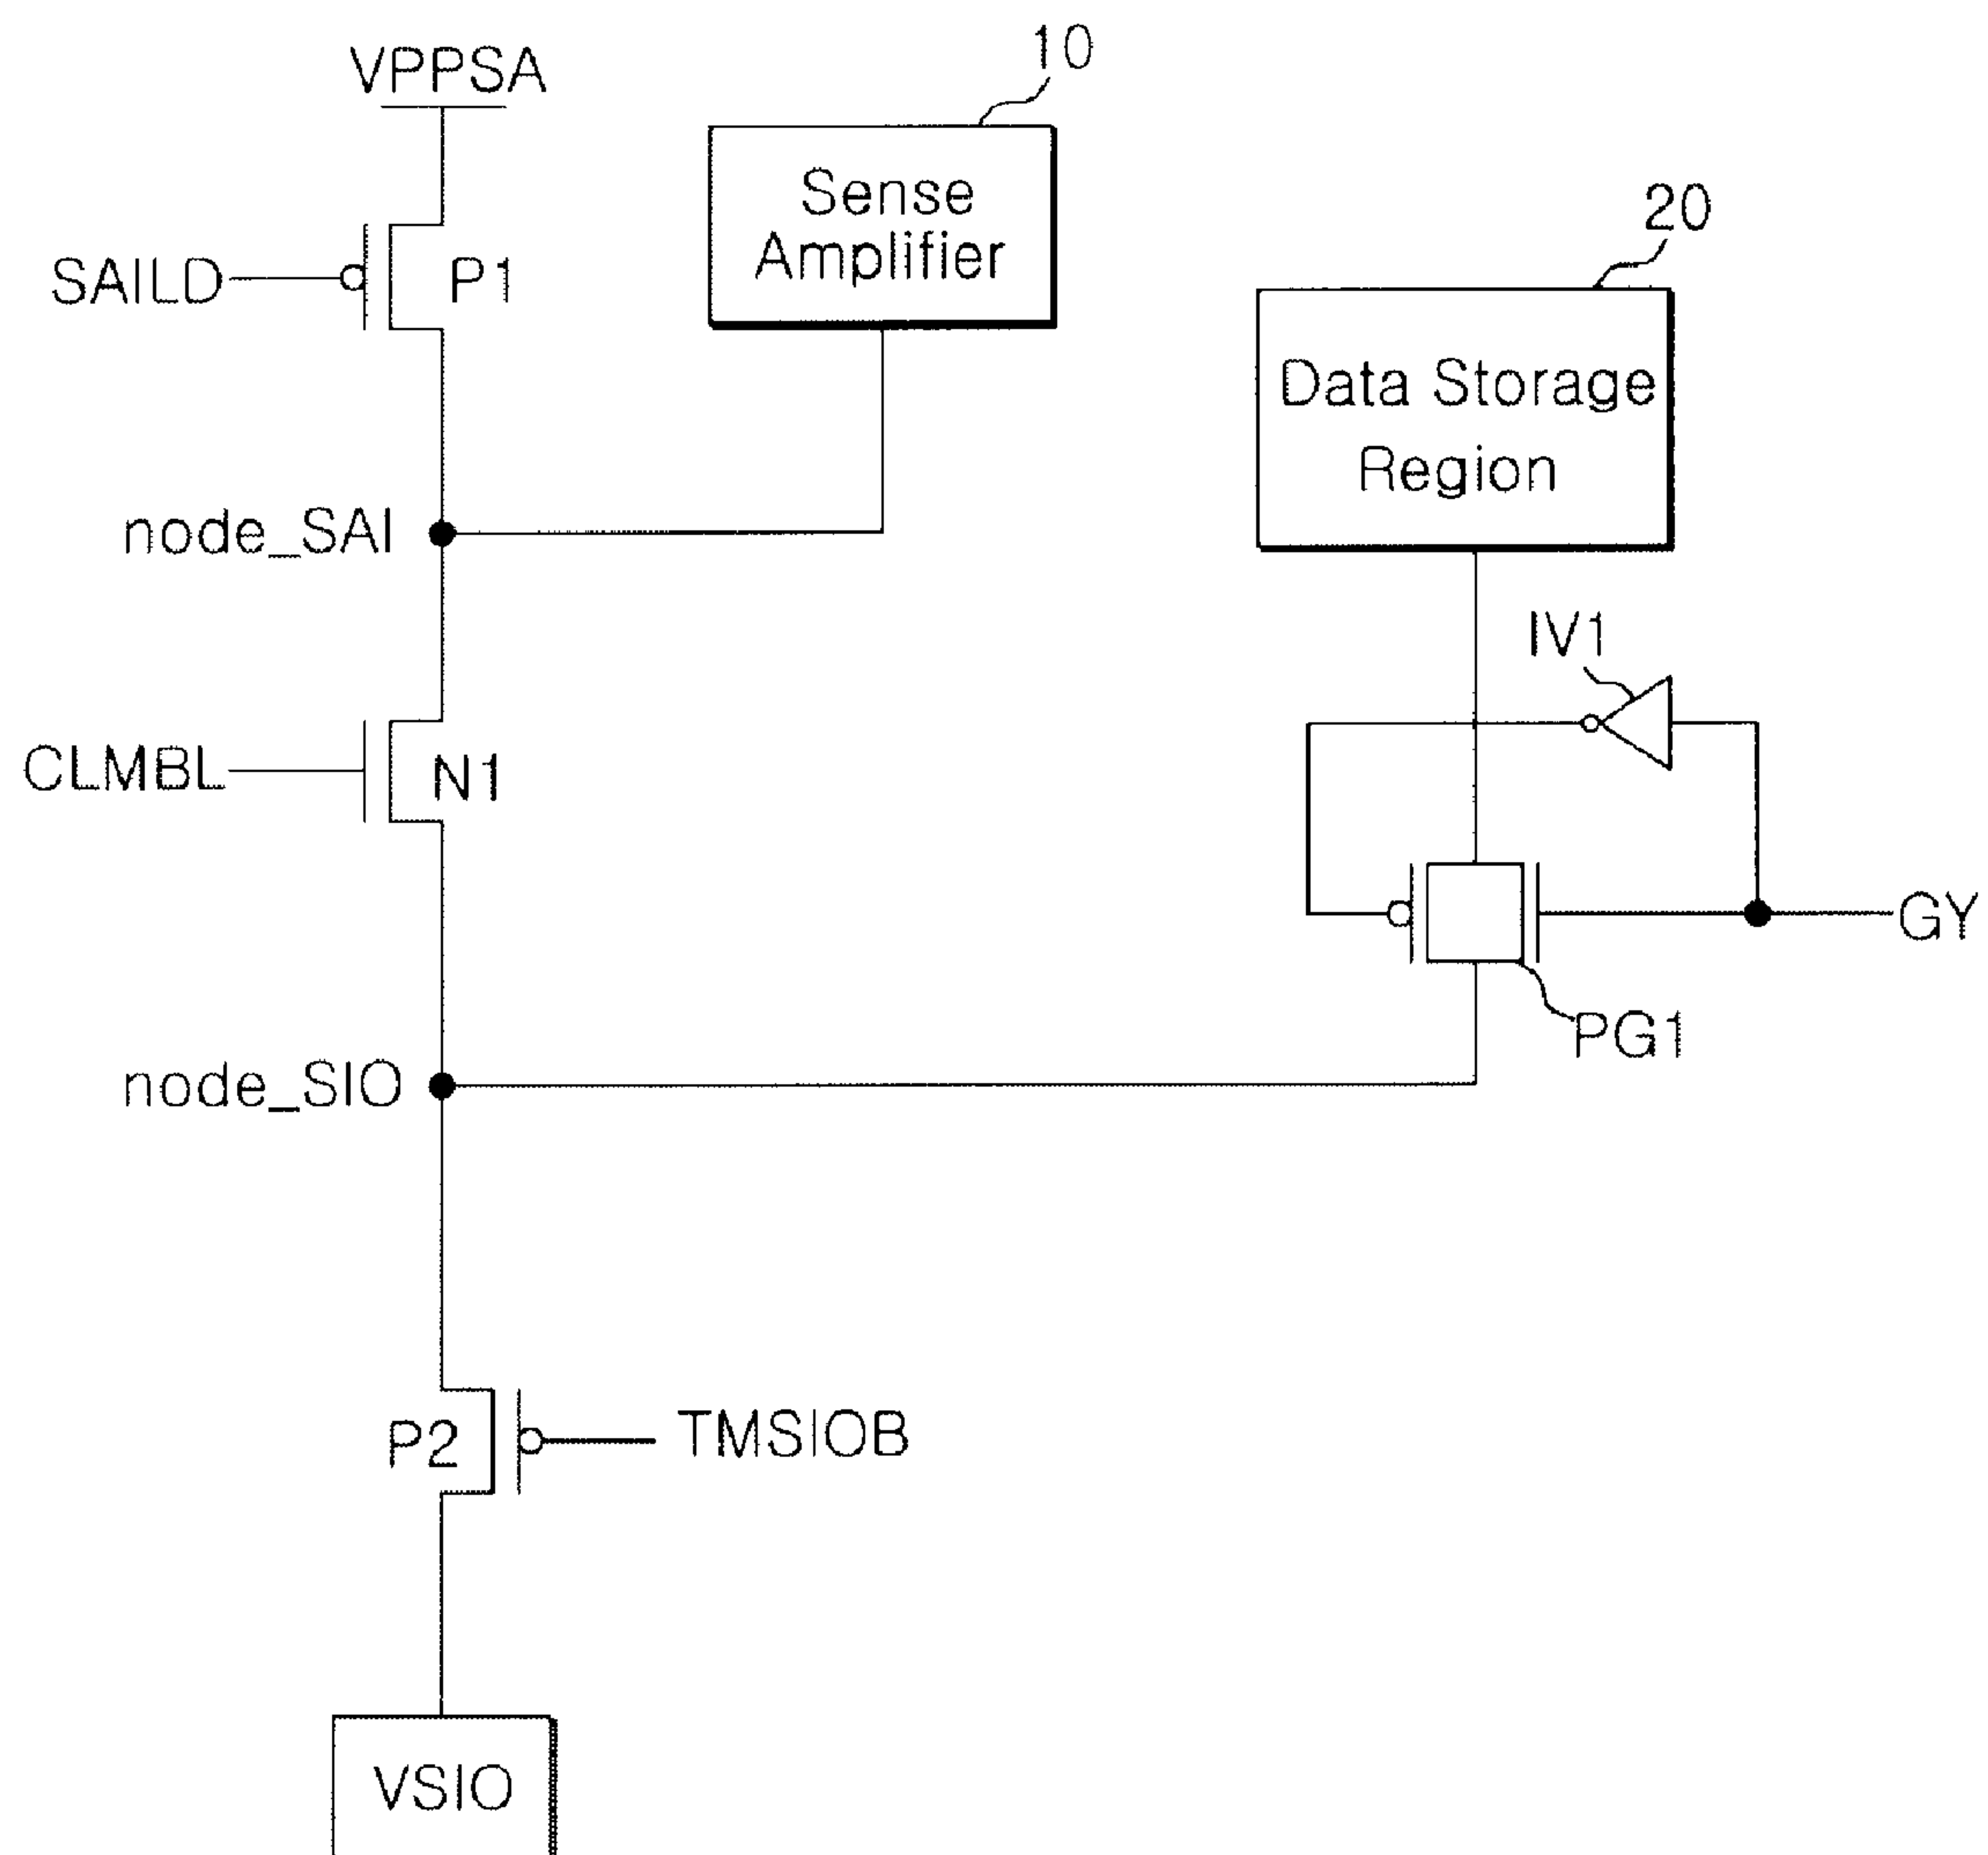 VPPSA
10
Sense
Amplifier
20
SAILD
P1
Data Storage
Region
node_SAI
IV1
CLMBL
N1
GY
PG1
node_SIO
P2
TMSIOB
VSIO